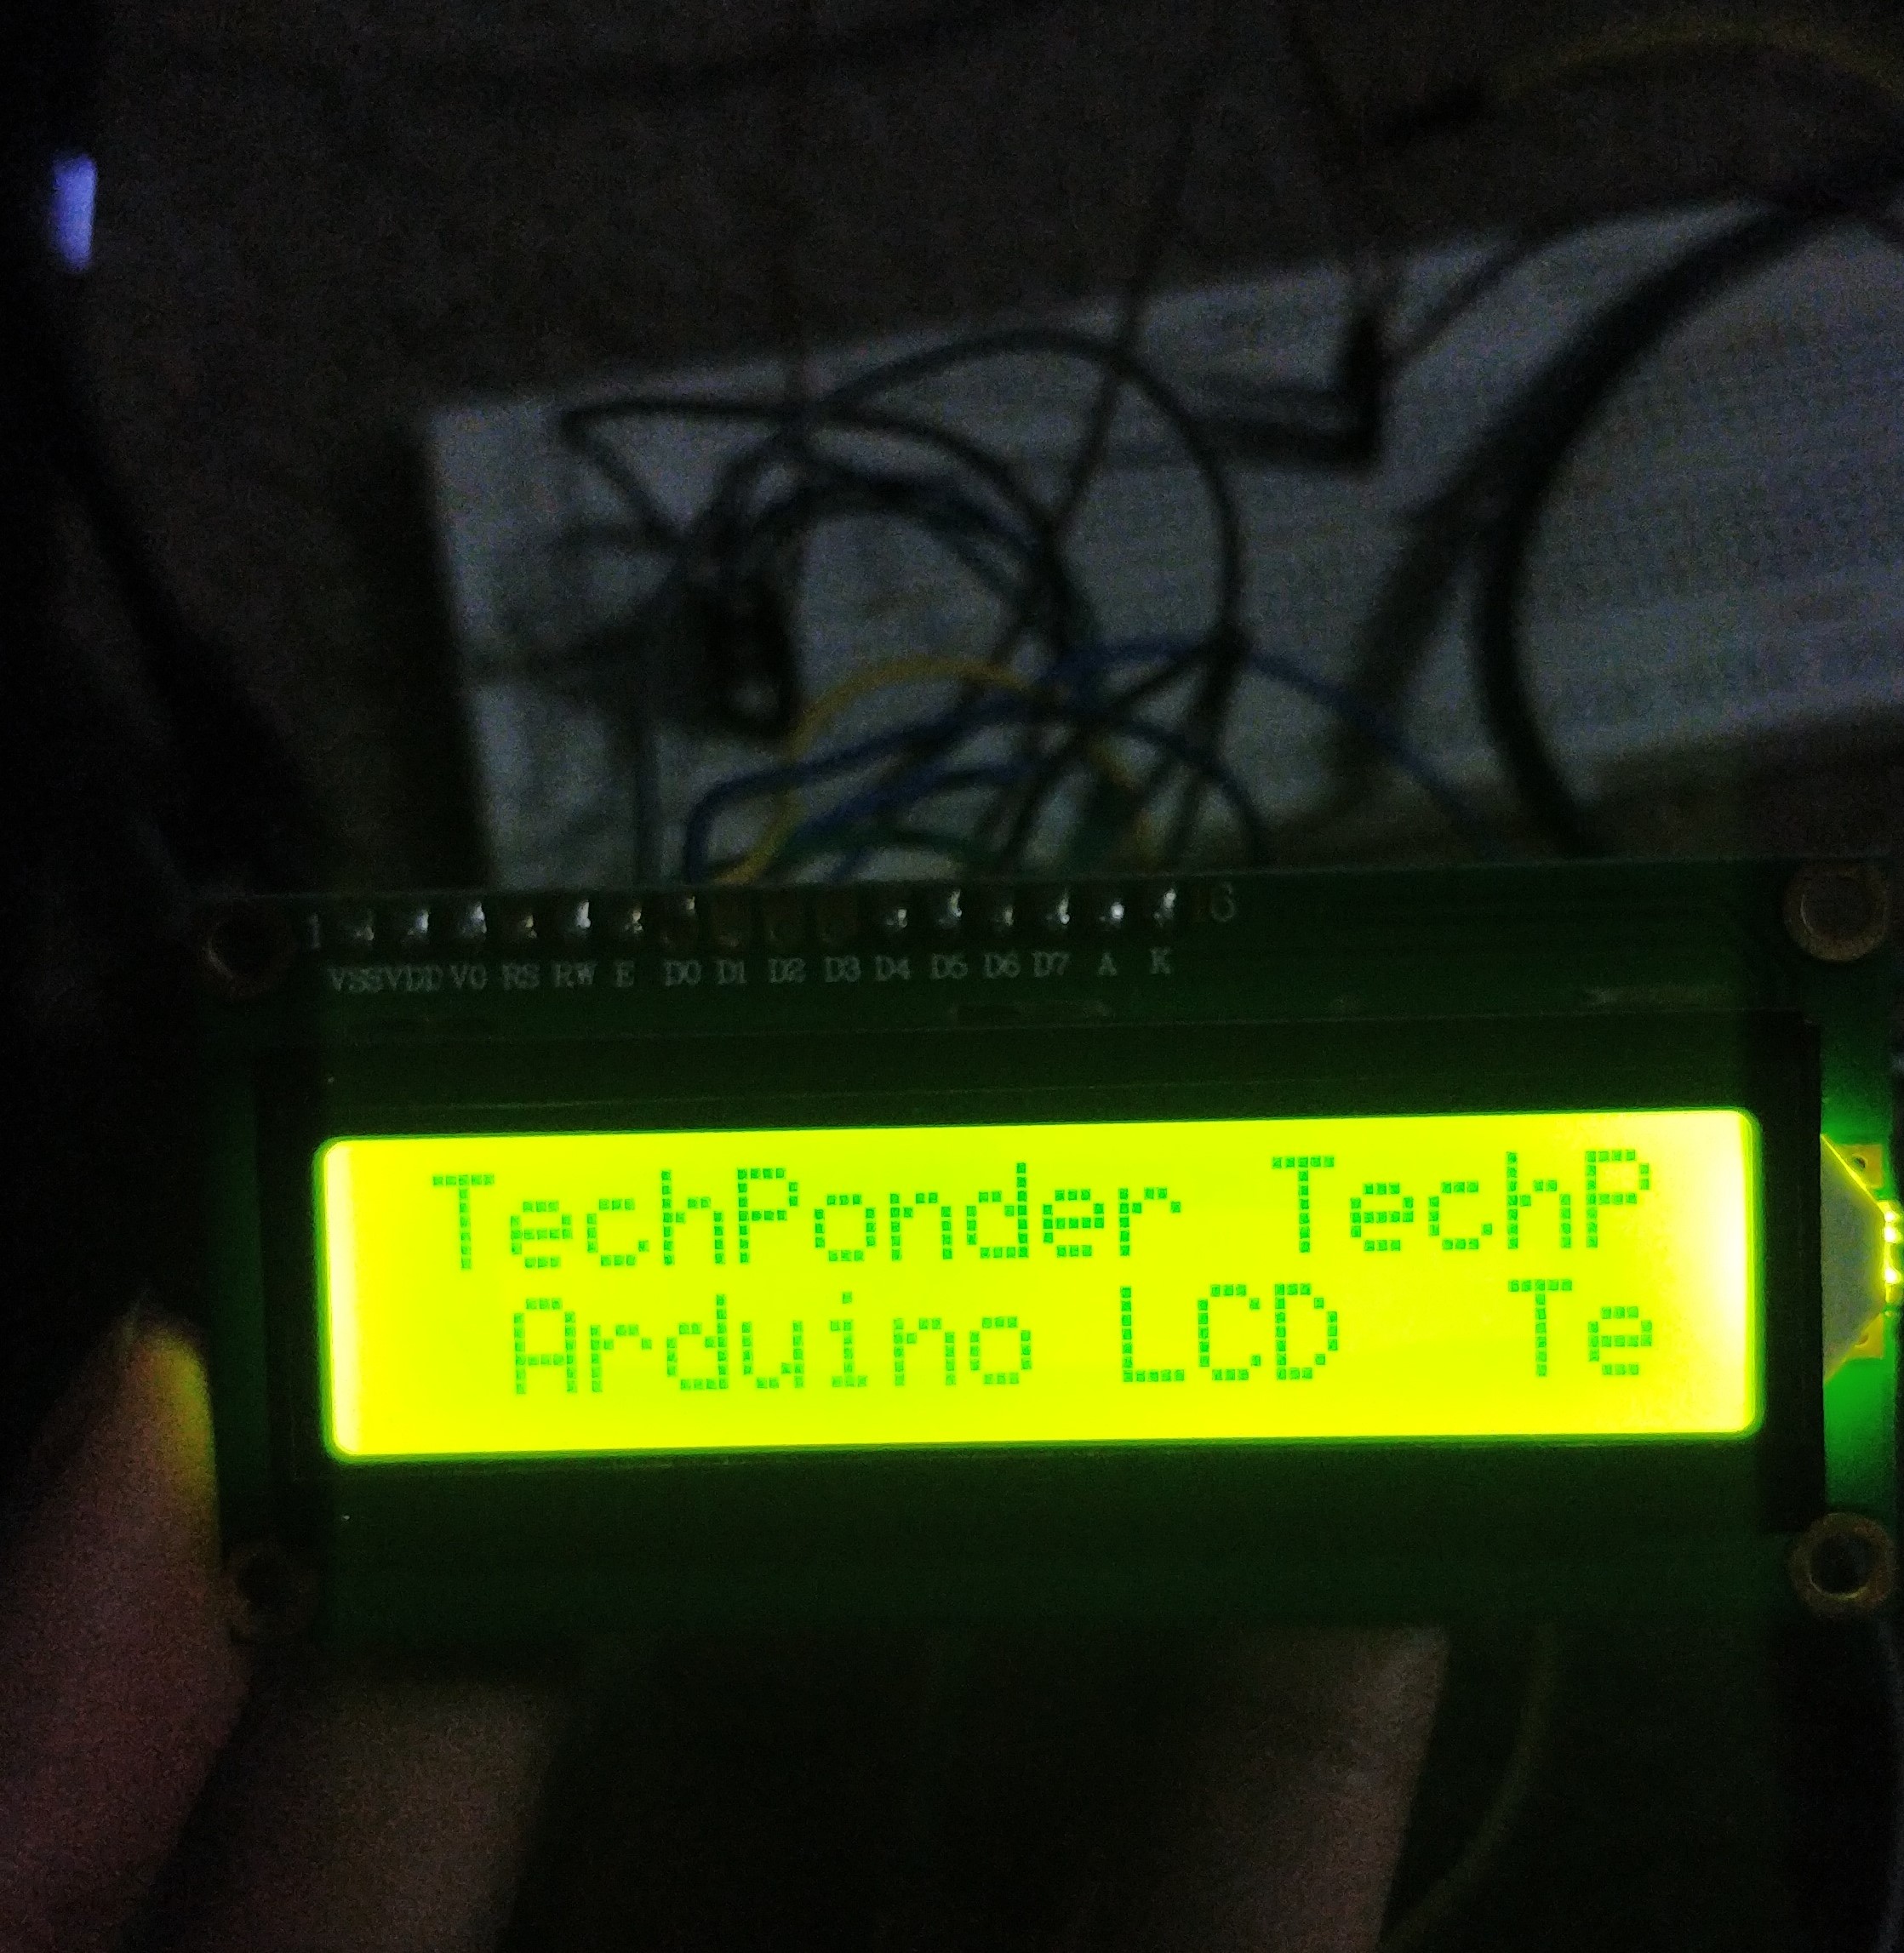 1 16
VSS VDD V0 RS RW E D0 D1 D2 D3 D4 D5 D6 D7 A K
TechPonder TechP
Arduino LCD Te